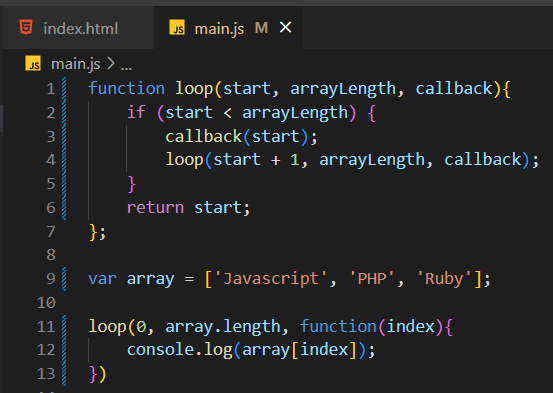 index.html
JS main.js M ×
JS main.js > ...
1 function loop(start, arrayLength, callback){
2     if (start < arrayLength) {
3         callback(start);
4         loop(start + 1, arrayLength, callback);
5     }
6     return start;
7 };
8
9 var array = ['Javascript', 'PHP', 'Ruby'];
10
11 loop(0, array.length, function(index){
12     console.log(array[index]);
13 })